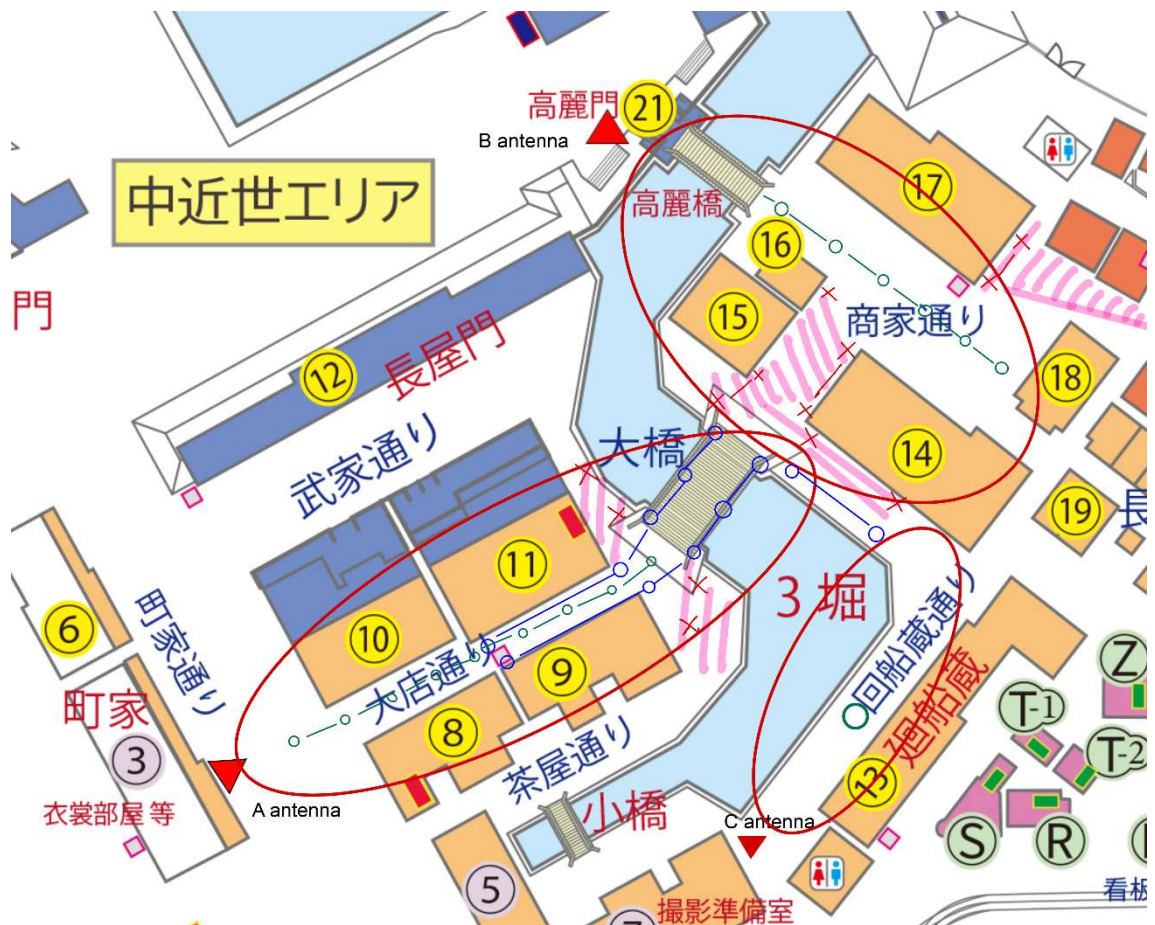 高麗門
21
B antenna
中近世エリア
高麗橋
17
16
門
15
商家通り
12
長屋門
18
大橋
14
武家通り
19
長
11
3堀
6
町家通り
10
回船蔵通り
大店通り
9
Z
町家
8
廻船蔵
T-1
3
茶屋通り
T-2
13
衣裳部屋 等
A antenna
小橋
C antenna
S
R
5
看板
撮影準備室
7